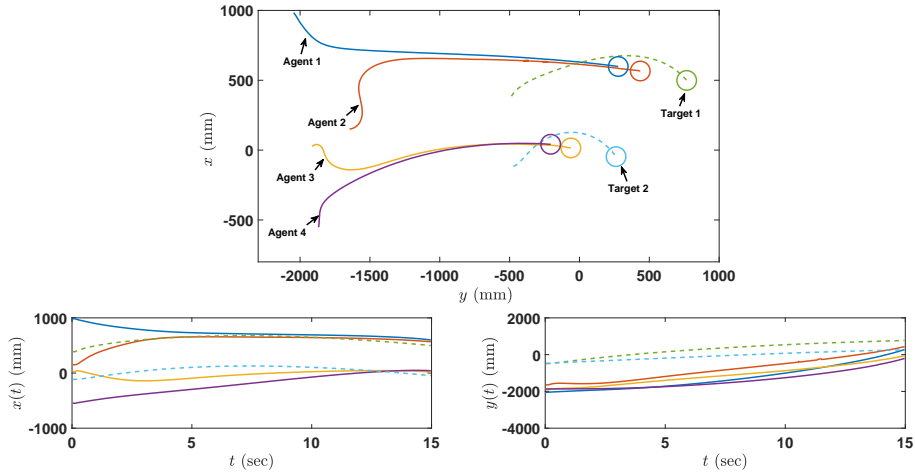 1000
500
0
-500
x (mm)
Agent 1
Agent 2
Agent 3
Agent 4
Target 1
Target 2
-2000 -1500 -1000 -500 0 500 1000
y (mm)
1000
0
-1000
x(t) (mm)
0 5 10 15
t (sec)
2000
0
-2000
-4000
y(t) (mm)
0 5 10 15
t (sec)